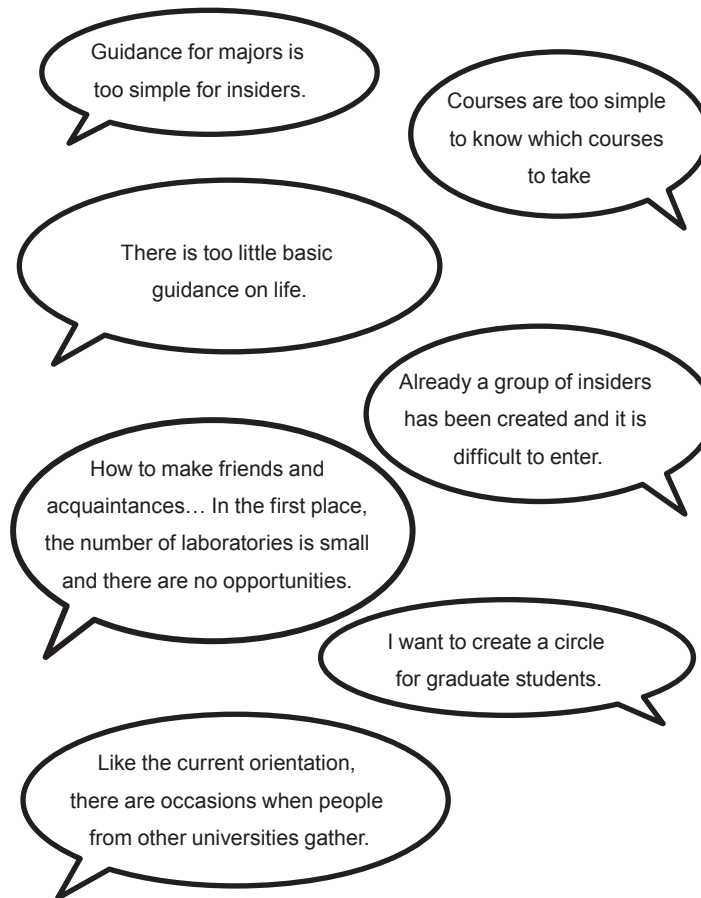 Guidance for majors is
too simple for insiders.
Courses are too simple
to know which courses
to take
There is too little basic
guidance on life.
Already a group of insiders
has been created and it is
difficult to enter.
How to make friends and
acquaintances… In the first place,
the number of laboratories is small
and there are no opportunities.
I want to create a circle
for graduate students.
Like the current orientation,
there are occasions when people
from other universities gather.